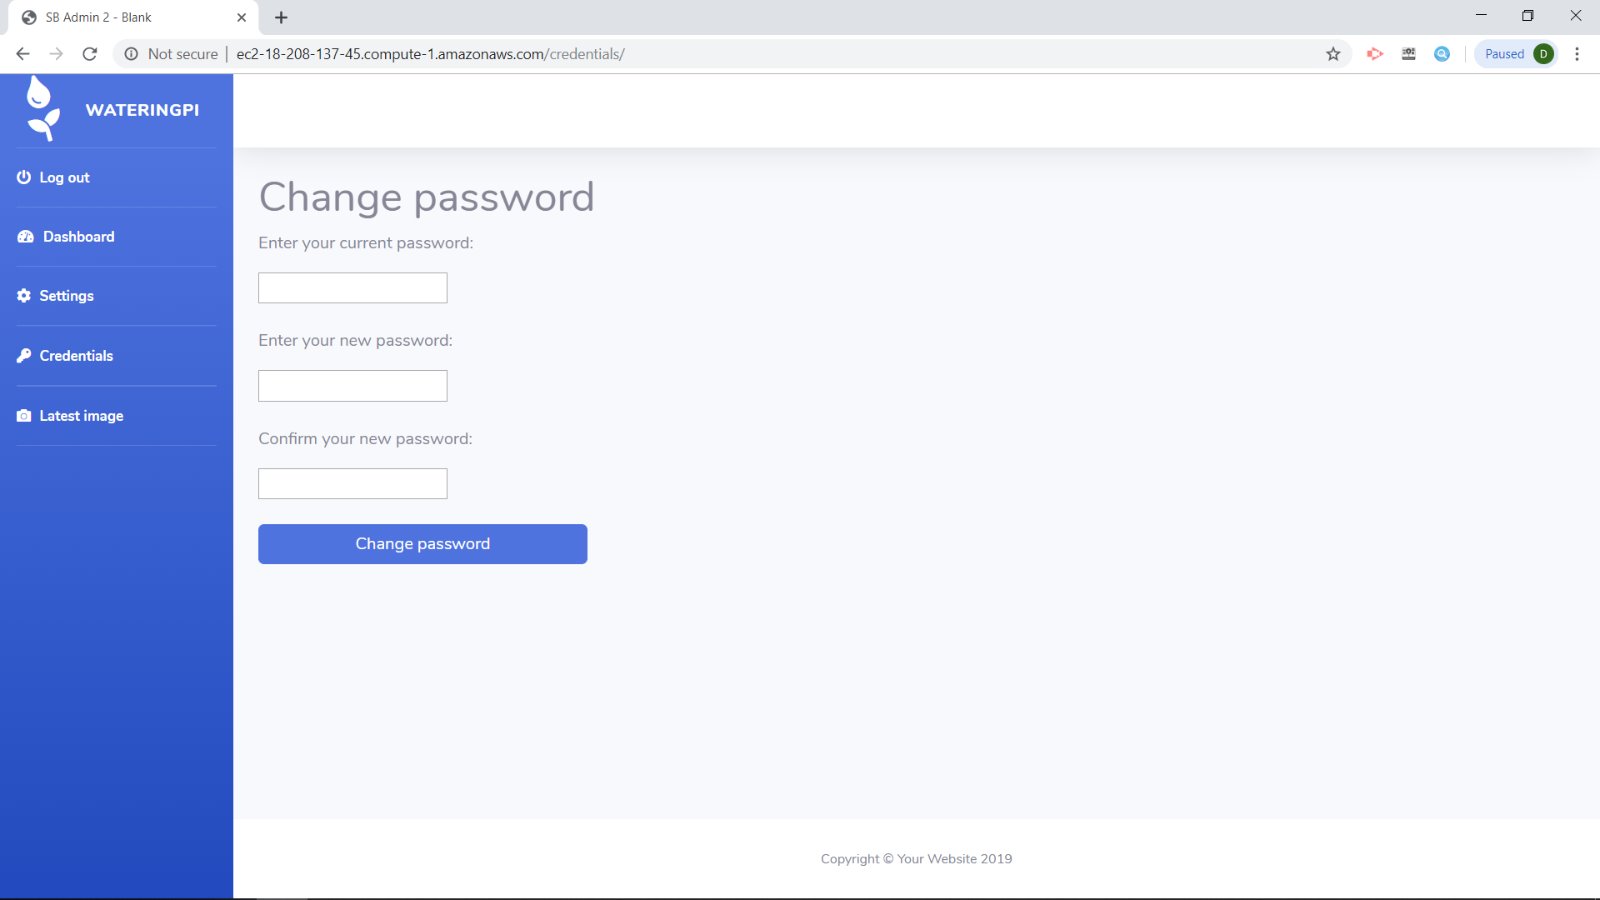 SB Admin 2 - Blank
Not secure | ec2-18-208-137-45.compute-1.amazonaws.com/credentials/
Paused D
WATERINGPI
Log out
Dashboard
Settings
Credentials
Latest image
Change password
Enter your current password:
Enter your new password:
Confirm your new password:
Change password
Copyright © Your Website 2019